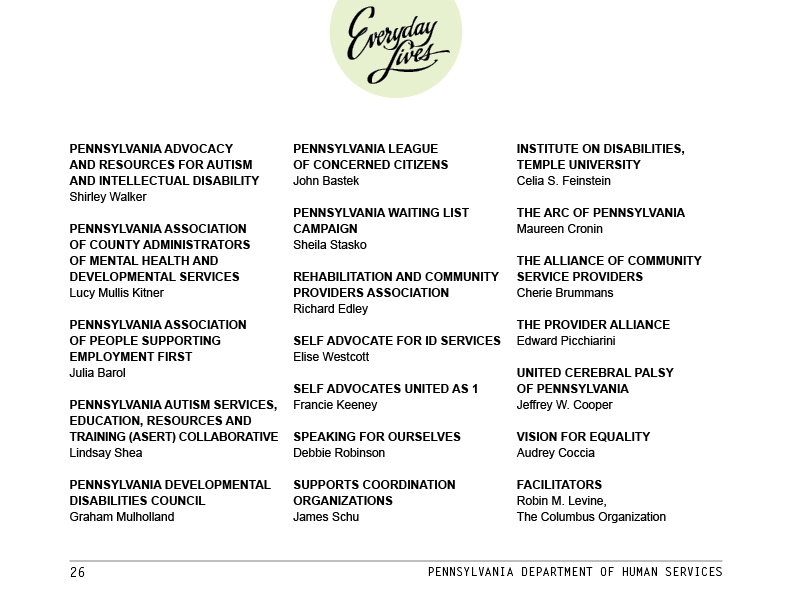 Everyday
Lives
PENNSYLVANIA ADVOCACY
AND RESOURCES FOR AUTISM
AND INTELLECTUAL DISABILITY
Shirley Walker
PENNSYLVANIA ASSOCIATION
OF COUNTY ADMINISTRATORS
OF MENTAL HEALTH AND
DEVELOPMENTAL SERVICES
Lucy Mullis Kitner
PENNSYLVANIA ASSOCIATION
OF PEOPLE SUPPORTING
EMPLOYMENT FIRST
Julia Barol
PENNSYLVANIA AUTISM SERVICES,
EDUCATION, RESOURCES AND
TRAINING (ASERT) COLLABORATIVE
Lindsay Shea
PENNSYLVANIA DEVELOPMENTAL
DISABILITIES COUNCIL
Graham Mulholland
PENNSYLVANIA LEAGUE
OF CONCERNED CITIZENS
John Bastek
PENNSYLVANIA WAITING LIST
CAMPAIGN
Sheila Stasko
REHABILITATION AND COMMUNITY
PROVIDERS ASSOCIATION
Richard Edley
SELF ADVOCATE FOR ID SERVICES
Elise Westcott
SELF ADVOCATES UNITED AS 1
Francie Keeney
SPEAKING FOR OURSELVES
Debbie Robinson
SUPPORTS COORDINATION
ORGANIZATIONS
James Schu
INSTITUTE ON DISABILITIES,
TEMPLE UNIVERSITY
Celia S. Feinstein
THE ARC OF PENNSYLVANIA
Maureen Cronin
THE ALLIANCE OF COMMUNITY
SERVICE PROVIDERS
Cherie Brummans
THE PROVIDER ALLIANCE
Edward Picchiarini
UNITED CEREBRAL PALSY
OF PENNSYLVANIA
Jeffrey W. Cooper
VISION FOR EQUALITY
Audrey Coccia
FACILITATORS
Robin M. Levine,
The Columbus Organization
26
PENNSYLVANIA DEPARTMENT OF HUMAN SERVICES